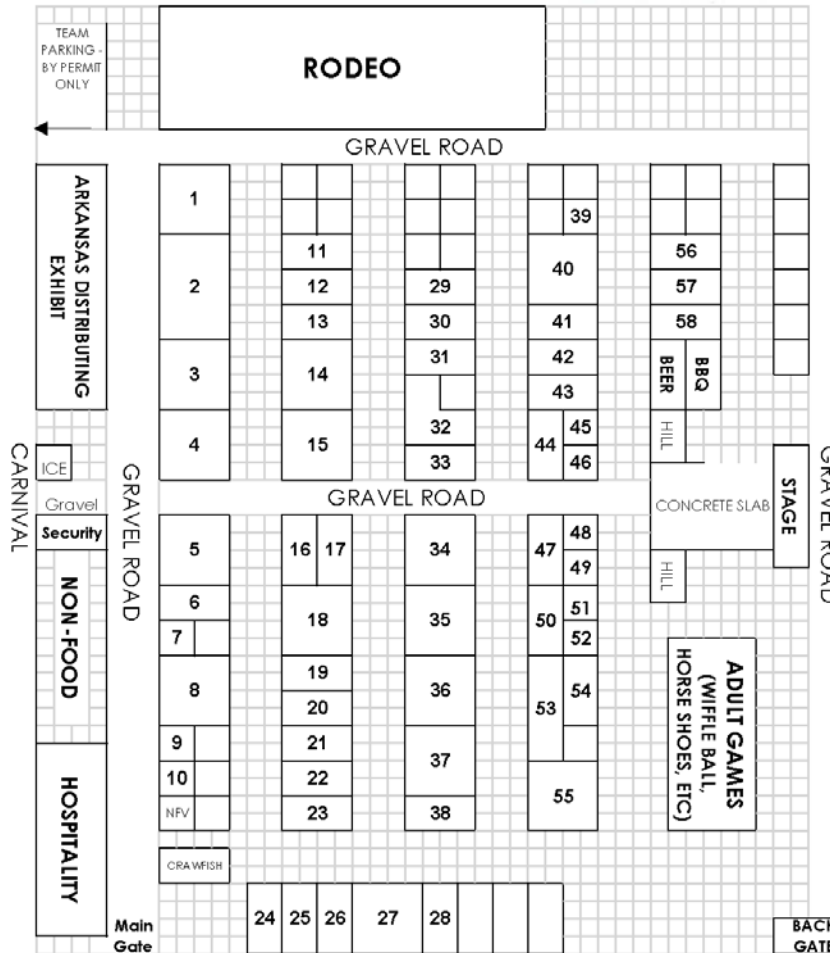 TEAM
PARKING -
BY PERMIT
ONLY
RODEO
GRAVEL ROAD
ARKANSAS DISTRIBUTING
EXHIBIT
1
2
3
4
11
12
13
14
15
29
30
31
32
33
39
40
41
42
43
44
45
46
56
57
58
BEER
BBQ
HILL
ICE
Gravel
CARNIVAL
GRAVEL ROAD
GRAVEL ROAD
CONCRETE SLAB
STAGE
GRAVEL ROAD
Security
NON-FOOD
HOSPITALITY
5
6
7
8
9
10
NFV
CRAWFISH
16
17
18
19
20
21
22
23
34
35
36
37
38
47
48
49
50
51
52
53
54
55
HILL
ADULT GAMES
(WIFFLE BALL,
HORSE SHOES, ETC)
24
25
26
27
28
Main
Gate
BACK
GATE